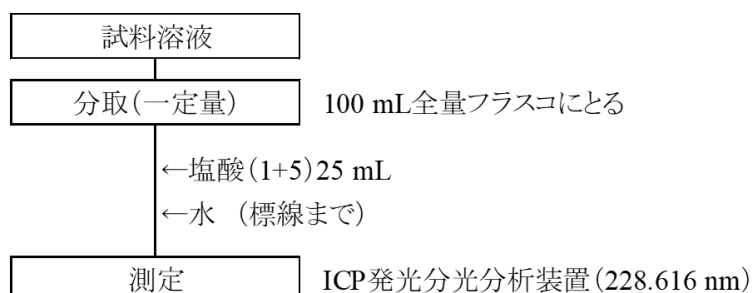 試料溶液
分取(一定量) 100 mL全量フラスコにとる
←塩酸(1+5)25 mL
←水 (標線まで)
測定 ICP発光分光分析装置(228.616 nm)